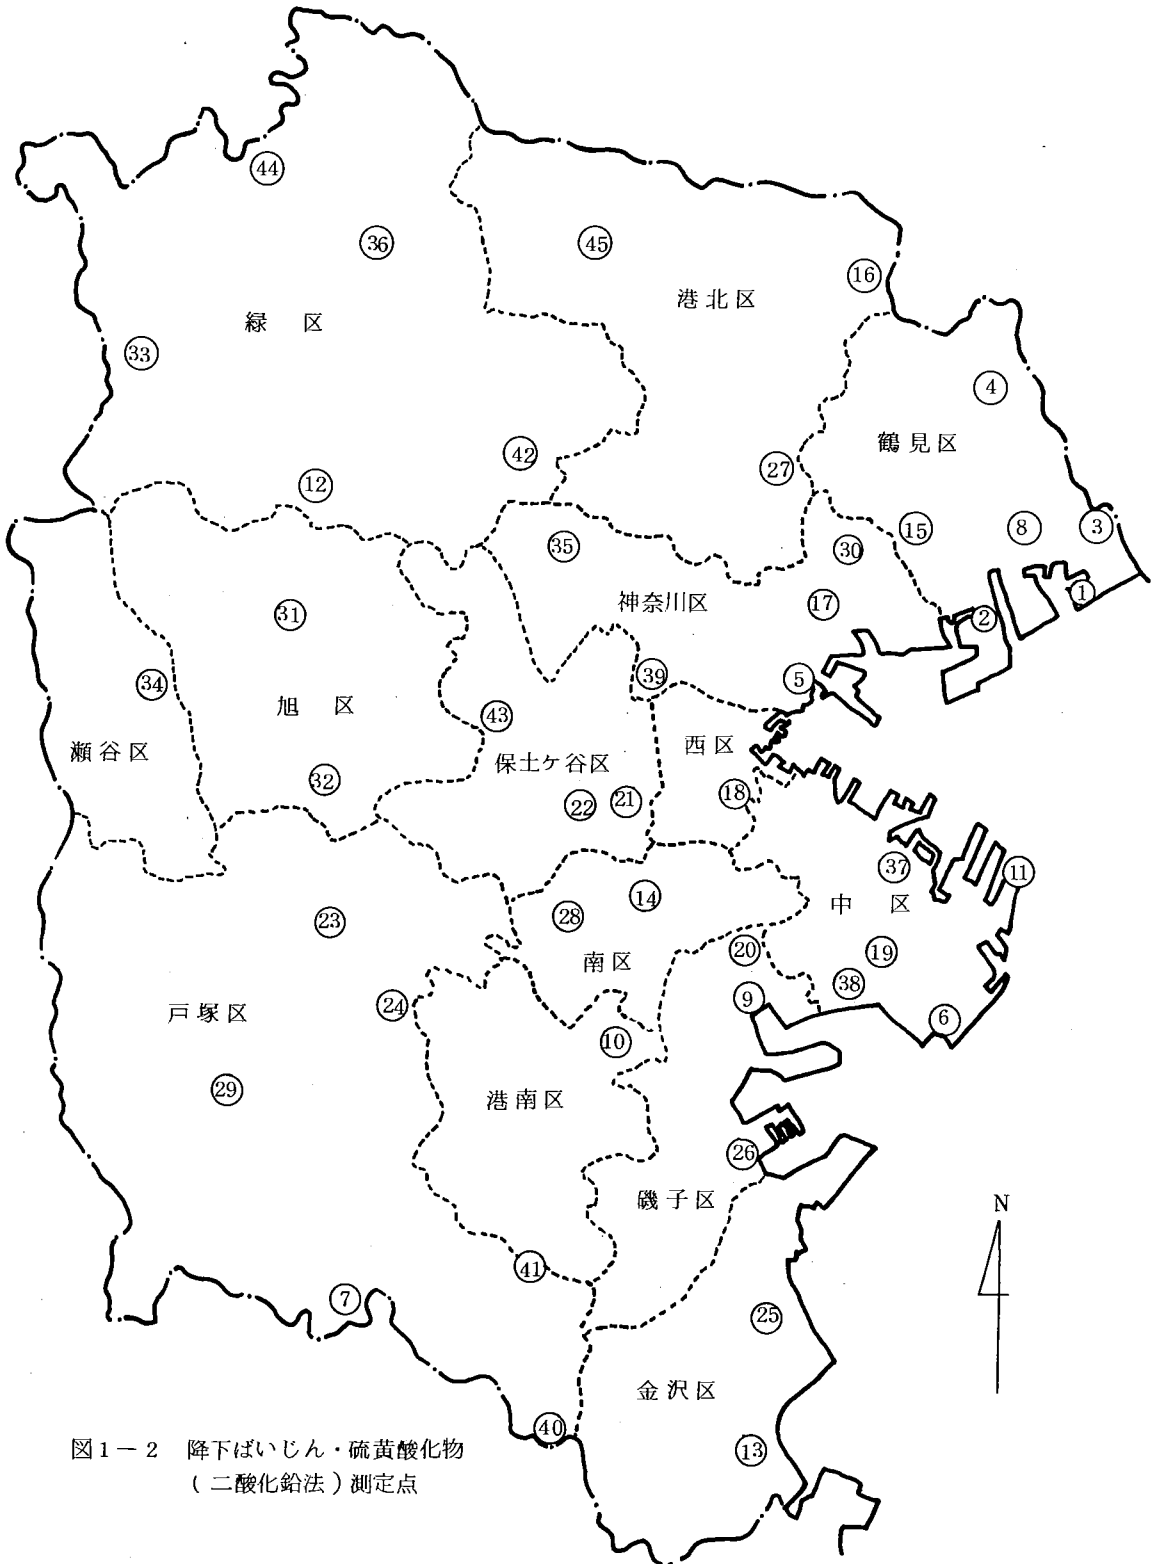 ㊹
㊱
㊺
⑯
港北区
緑 区
㉝
④
鶴見区
㊷
㉗
⑫
⑮
⑧
③
㉟
㉚
①
神奈川区
⑰
②
㉛
㊴
⑤
㉞
旭 区
㊸
瀬谷区
西区
保土ケ谷区
㉜
㉒
㉑
⑱
㊲
⑪
⑭
中 区
㉓
㉘
南区
⑳
⑲
㊳
戸塚区
㉔
⑨
⑥
⑩
㉙
港南区
㉖
磯子区
N
㊶
⑦
㉕
金沢区
㊵
⑬
図1－2 降下ばいじん・硫黄酸化物
(二酸化鉛法)測定点